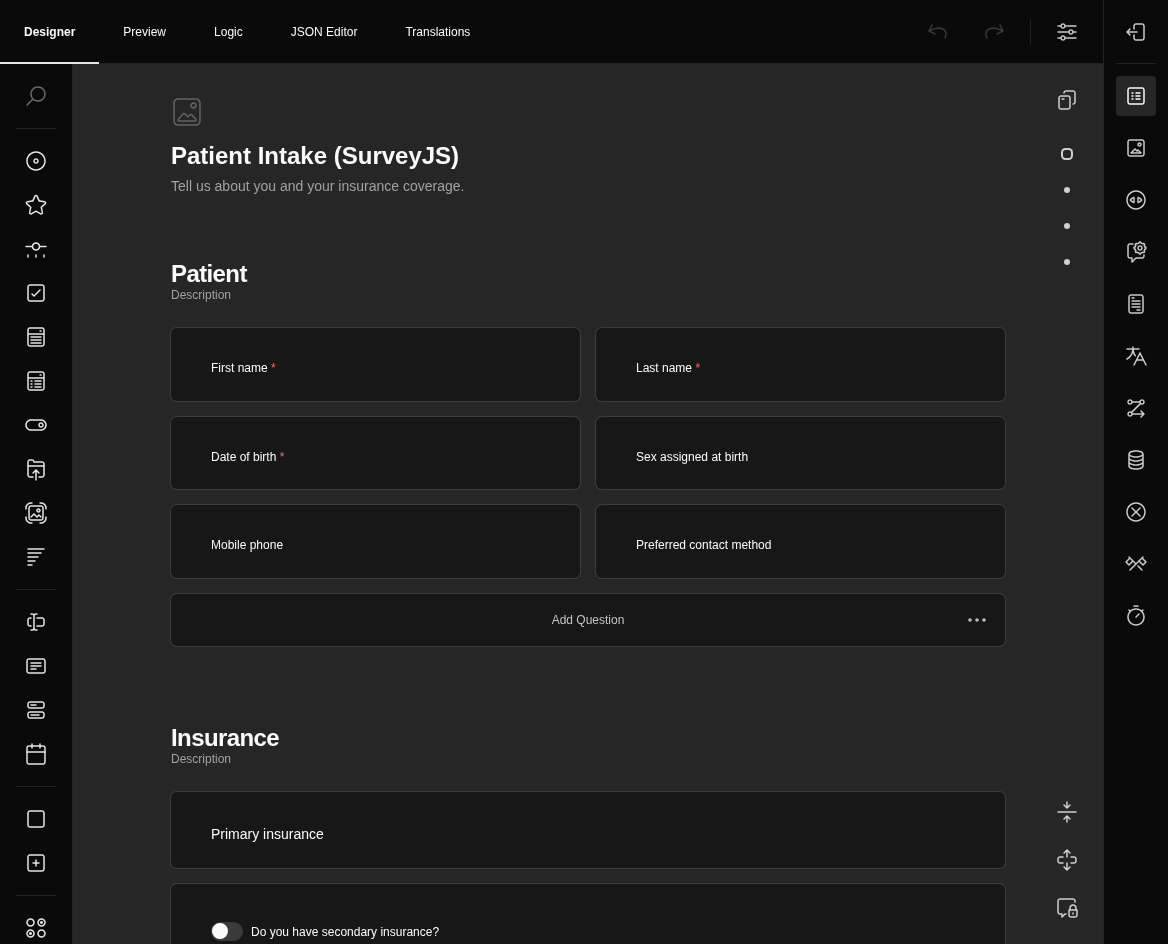 Designer
Preview
Logic
JSON Editor
Translations
Patient Intake (SurveyJS)
Tell us about you and your insurance coverage.
Patient
Description
First name *
Last name *
Date of birth *
Sex assigned at birth
Mobile phone
Preferred contact method
Add Question
Insurance
Description
Primary insurance
Do you have secondary insurance?